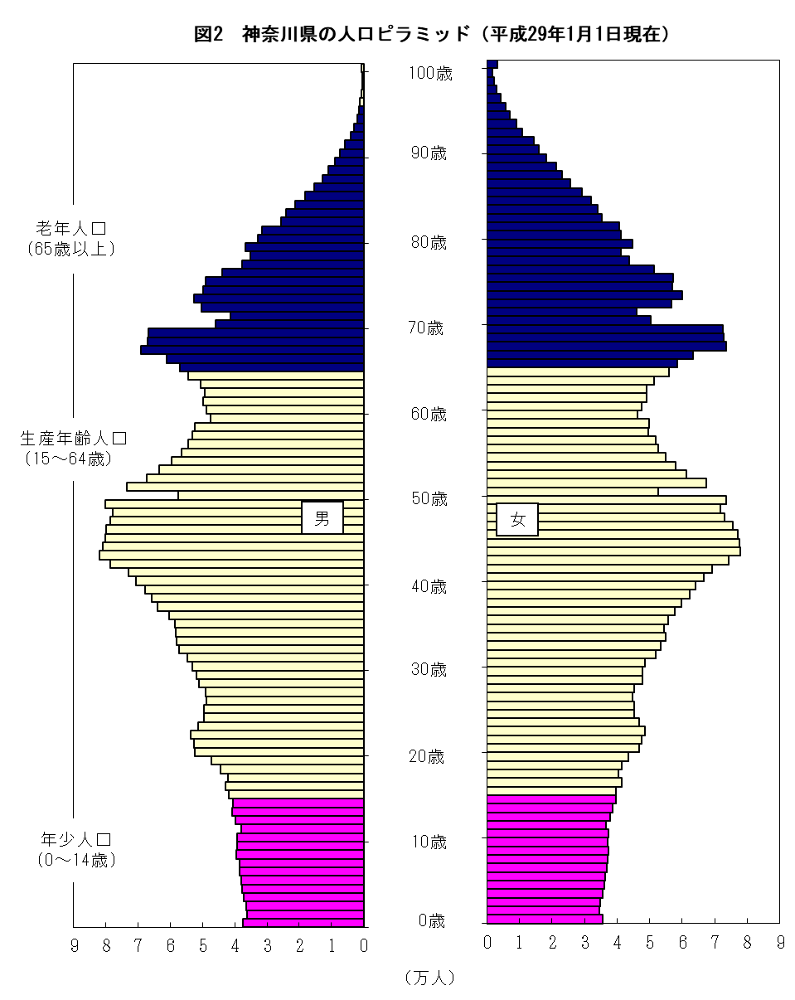 図2　神奈川県の人口ピラミッド（平成29年1月1日現在）
100歳
90歳
老年人口
（65歳以上）
80歳
70歳
60歳
生産年齢人口
（15～64歳）
50歳
男
女
40歳
30歳
20歳
年少人口
（0～14歳）
10歳
0歳
9 8 7 6 5 4 3 2 1 0
0 1 2 3 4 5 6 7 8 9
（万人）